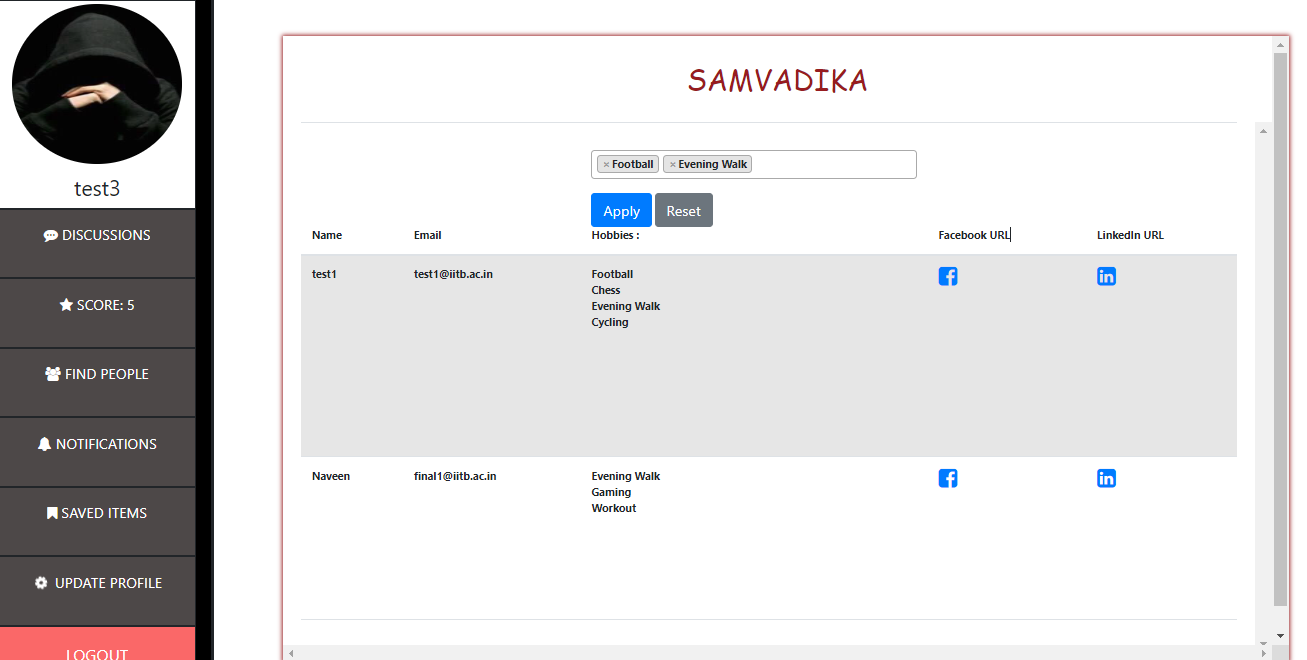 test3
DISCUSSIONS
SCORE: 5
FIND PEOPLE
NOTIFICATIONS
SAVED ITEMS
UPDATE PROFILE
LOGOUT
SAMVADIKA
× Football × Evening Walk
Apply Reset
Name Email Hobbies : Facebook URL LinkedIn URL
test1 test1@iitb.ac.in Football
Chess
Evening Walk
Cycling
Naveen final1@iitb.ac.in Evening Walk
Gaming
Workout